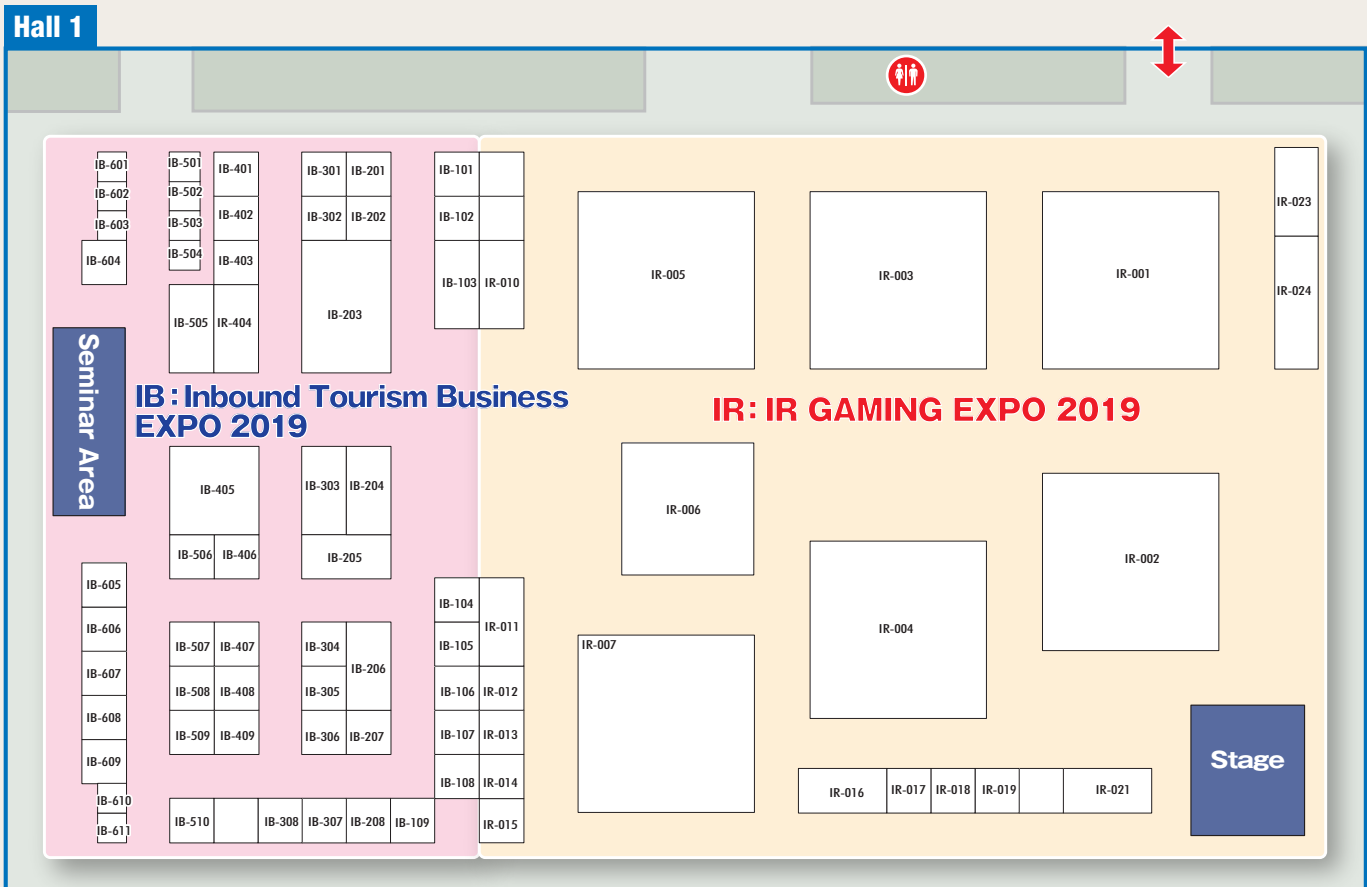 Hall 1
IB-601
IB-602
IB-603
IB-604
IB-501
IB-502
IB-503
IB-504
IB-505
IB-401
IB-402
IB-403
IR-404
IB-301
IB-201
IB-302
IB-202
IB-203
IB-101
IB-102
IB-103
IR-010
IR-005
IR-003
IR-001
IR-023
IR-024
Seminar Area
IB:Inbound Tourism Business
EXPO 2019
IR: IR GAMING EXPO 2019
IB-405
IB-506
IB-406
IB-303
IB-204
IB-205
IR-006
IR-004
IR-002
IR-007
IB-605
IB-606
IB-607
IB-608
IB-609
IB-610
IB-611
IB-507
IB-407
IB-508
IB-408
IB-509
IB-409
IB-304
IB-305
IB-206
IB-306
IB-207
IB-104
IB-105
IR-011
IB-106
IR-012
IB-107
IR-013
IB-108
IR-014
IR-015
IB-510
IB-308
IB-307
IB-208
IB-109
IR-016
IR-017
IR-018
IR-019
IR-021
Stage